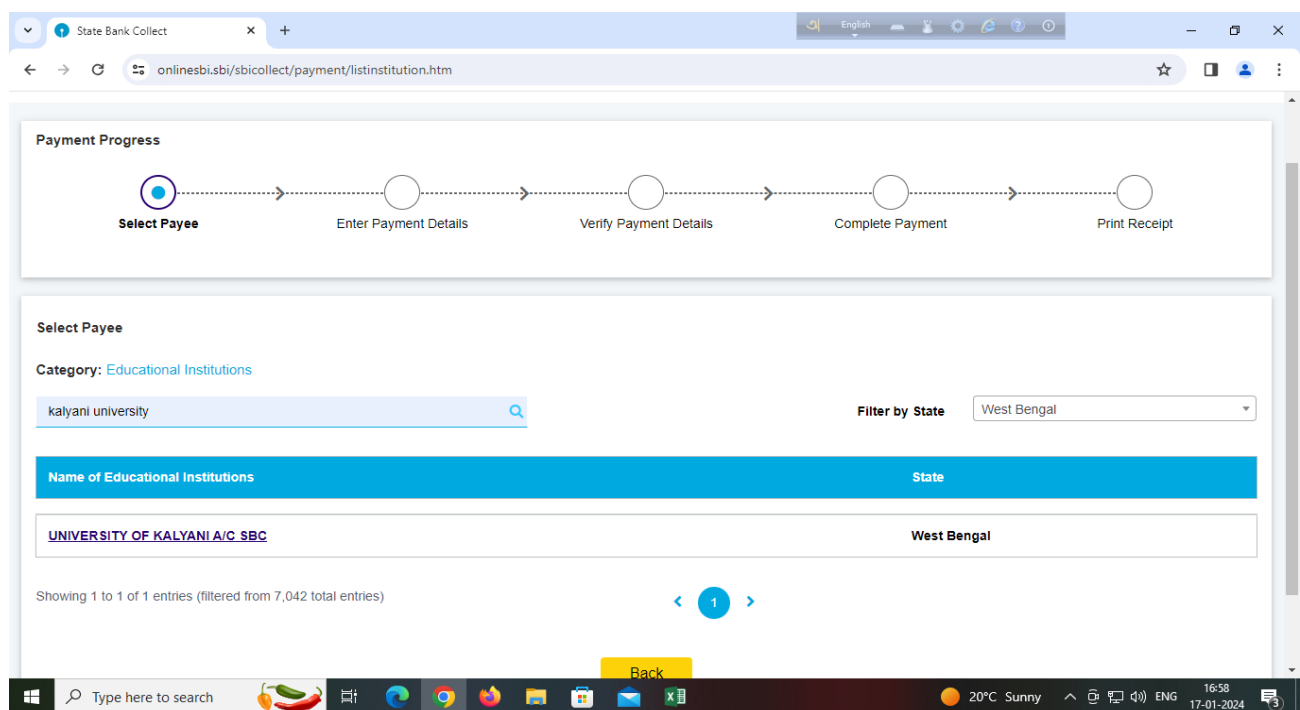 State Bank Collect
অ English
onlinesbi.sbi/sbicollect/payment/listinstitution.htm
Payment Progress
Select Payee Enter Payment Details Verify Payment Details Complete Payment Print Receipt
Select Payee
Category: Educational Institutions
kalyani university Filter by State West Bengal
Name of Educational Institutions State
UNIVERSITY OF KALYANI A/C SBC West Bengal
Showing 1 to 1 of 1 entries (filtered from 7,042 total entries) 1
Back
Type here to search 20°C Sunny ENG 16:58
17-01-2024 3